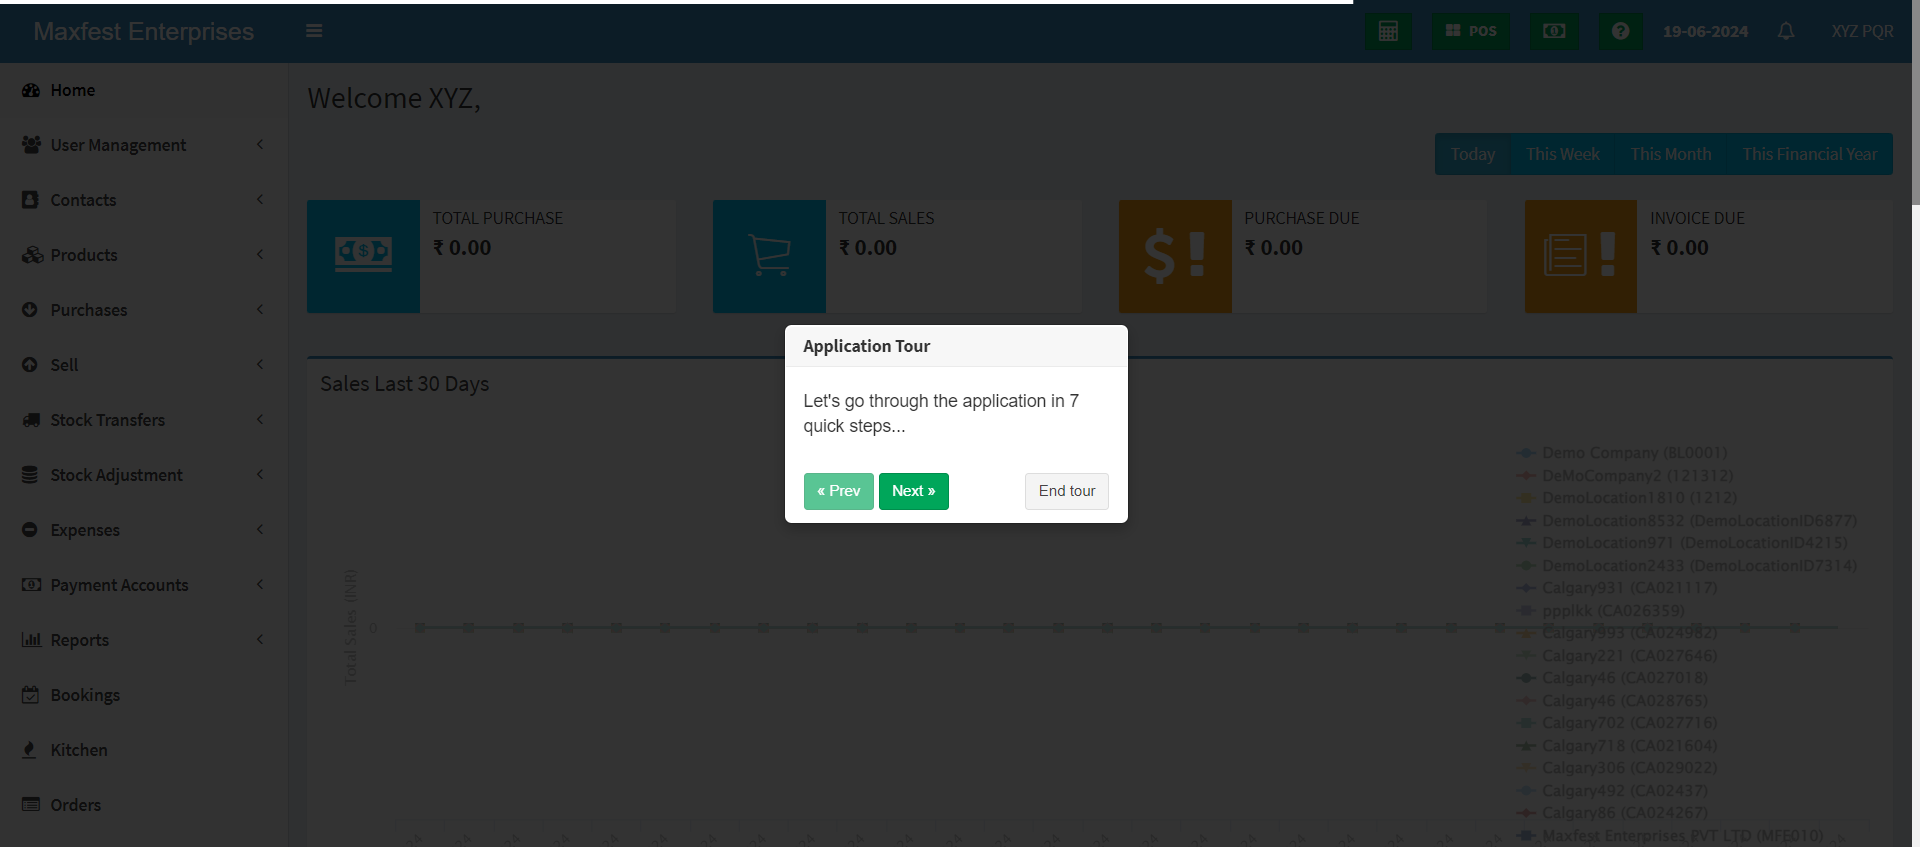 Maxfest Enterprises
POS
19-06-2024
XYZ PQR
Home
User Management
Contacts
Products
Purchases
Sell
Stock Transfers
Stock Adjustment
Expenses
Payment Accounts
Reports
Bookings
Kitchen
Orders
Welcome XYZ,
Today
This Week
This Month
This Financial Year
TOTAL PURCHASE
₹ 0.00
TOTAL SALES
₹ 0.00
PURCHASE DUE
₹ 0.00
INVOICE DUE
₹ 0.00
Sales Last 30 Days
Application Tour
Let's go through the application in 7
quick steps...
« Prev
Next »
End tour
Total Sales (INR)
0
Demo Company (BL0001)
DeMoCompany2 (121312)
DemoLocation1810 (1212)
DemoLocation8532 (DemoLocationID6877)
DemoLocation971 (DemoLocationID4215)
DemoLocation2433 (DemoLocationID7314)
Calgary931 (CA021117)
ppplkk (CA026359)
Calgary993 (CA024982)
Calgary221 (CA027646)
Calgary46 (CA027018)
Calgary46 (CA028765)
Calgary702 (CA027716)
Calgary718 (CA021604)
Calgary306 (CA029022)
Calgary492 (CA02437)
Calgary86 (CA024267)
Maxfest Enterprises PVT LTD (MFE010)